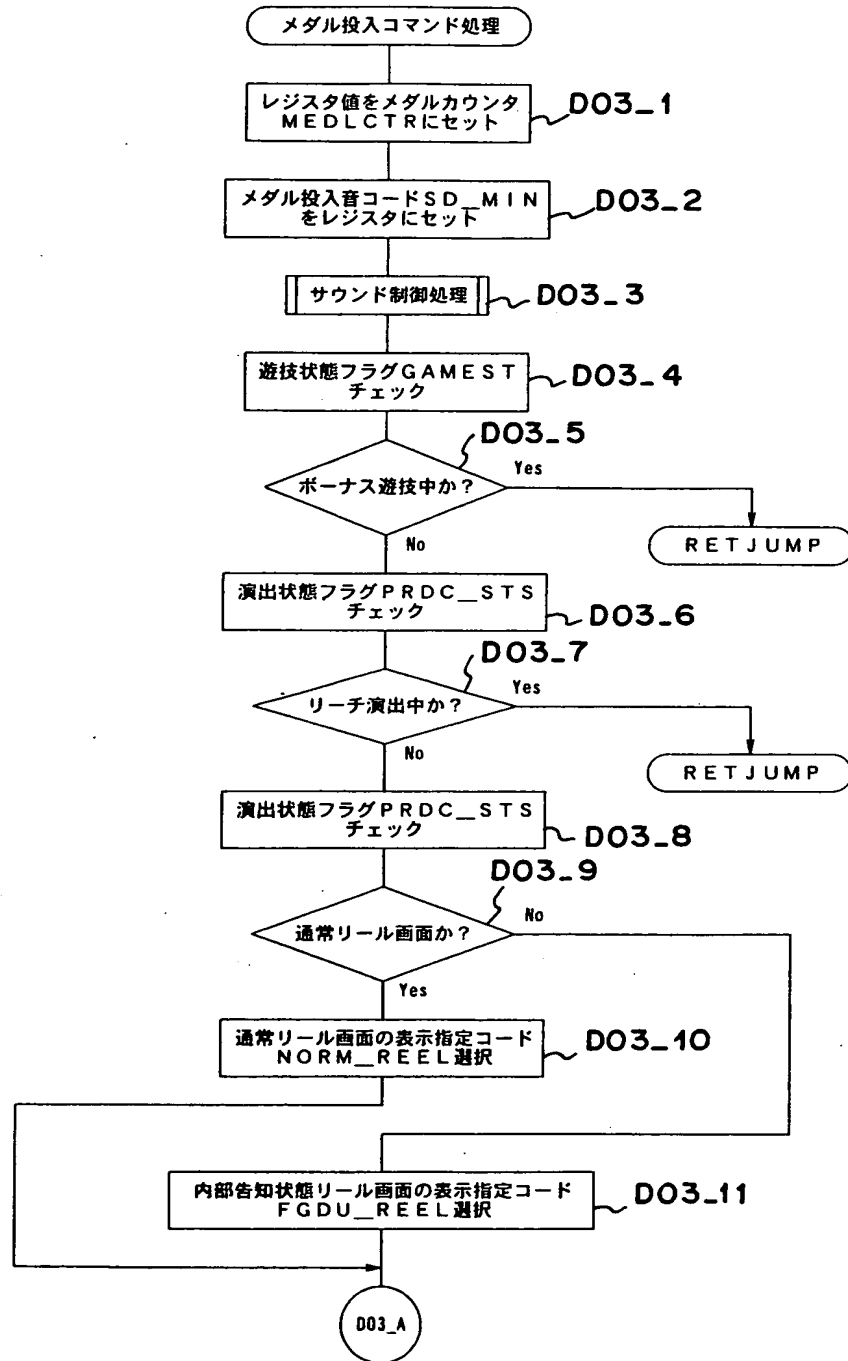 メダル投入コマンド処理
レジスタ値をメダルカウンタ
MEDLCTRにセット
D03_1
メダル投入音コードSD_MIN
をレジスタにセット
D03_2
サウンド制御処理
D03_3
遊技状態フラグGAMEST
チェック
D03_4
D03_5
ボーナス遊技中か?
Yes
RETJUMP
No
演出状態フラグPRDC_STS
チェック
D03_6
D03_7
リーチ演出中か?
Yes
RETJUMP
No
演出状態フラグPRDC_STS
チェック
D03_8
D03_9
通常リール画面か?
No
Yes
通常リール画面の表示指定コード
NORM_REEL選択
D03_10
内部告知状態リール画面の表示指定コード
FGDU_REEL選択
D03_11
D03_A